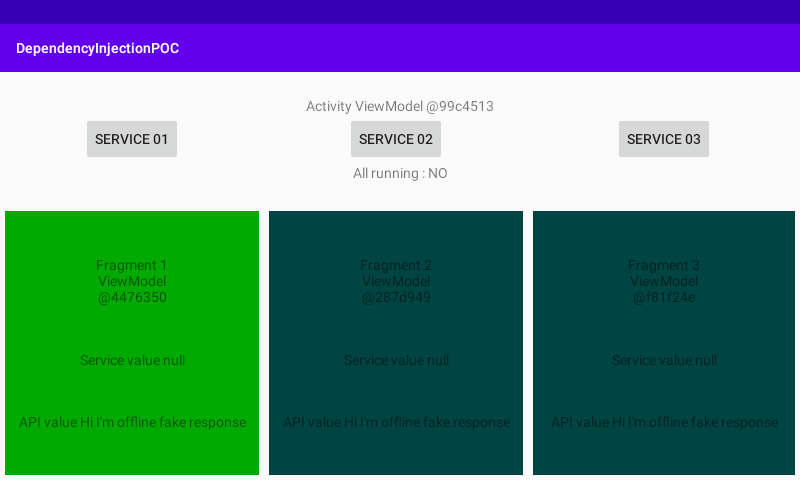 DependencyInjectionPOC
Activity ViewModel @99c4513
SERVICE 01
SERVICE 02
SERVICE 03
All running : NO
Fragment 1
ViewModel
@4476350
Service value null
API value Hi I'm offline fake response
Fragment 2
ViewModel
@287d949
Service value null
API value Hi I'm offline fake response
Fragment 3
ViewModel
@f81f24e
Service value null
API value Hi I'm offline fake response